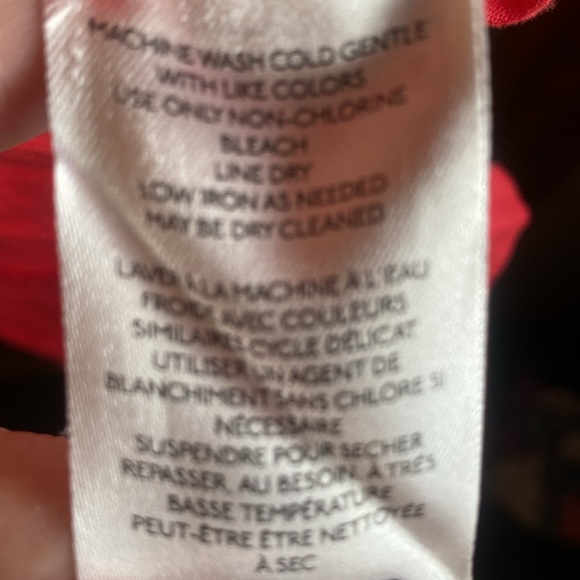 MACHINE WASH COLD GENTLE
WITH LIKE COLORS
USE ONLY NON-CHLORINE
BLEACH
LINE DRY
LOW IRON AS NEEDED
MAY BE DRY CLEANED
LAVER À LA MACHINE À L'EAU
FROIDE AVEC COULEURS
SIMILAIRES CYCLE DÉLICAT
UTILISER UN AGENT DE
BLANCHIMENT SANS CHLORE SI
NÉCESSAIRE
SUSPENDRE POUR SECHER
REPASSER, AU BESOIN, À TRÈS
BASSE TEMPÉRATURE
PEUT-ÊTRE ÊTRE NETTOYÉE
À SEC